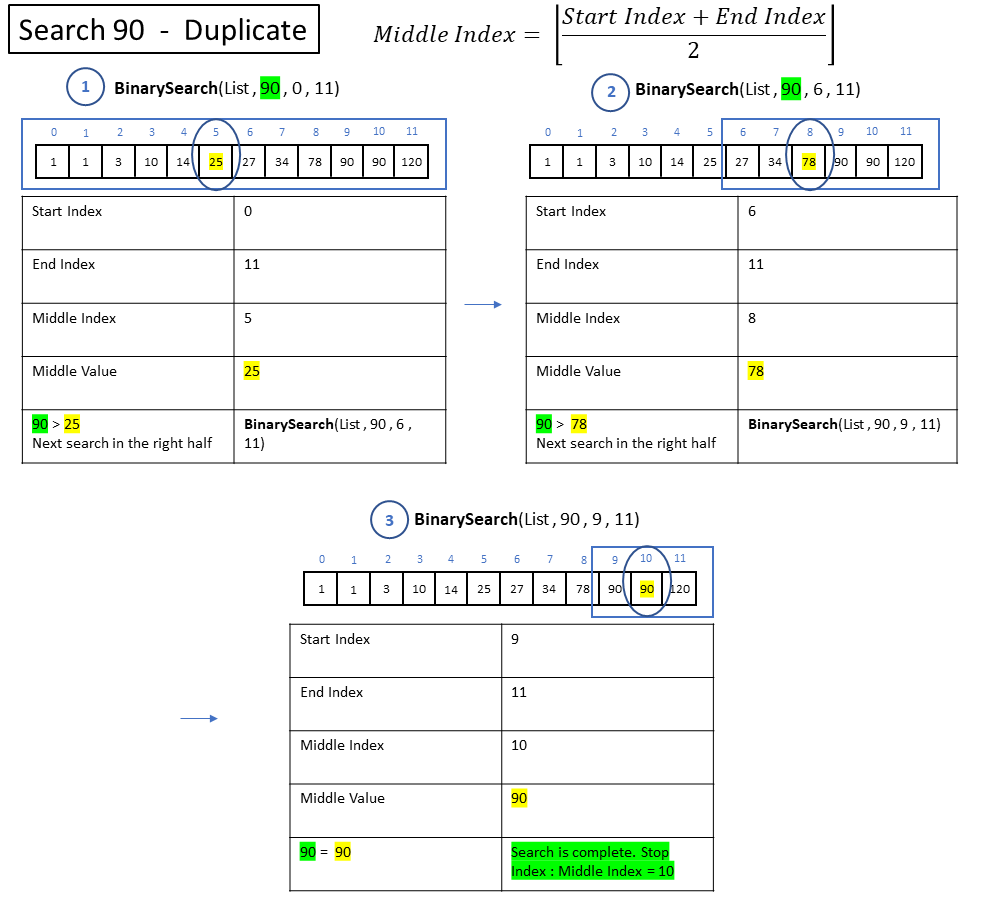 Search 90 - Duplicate
Middle Index = ⌊(Start Index + End Index)/2⌋
1 BinarySearch(List , 90 , 0 , 11)
0 1 2 3 4 5 6 7 8 9 10 11
1 1 3 10 14 25 27 34 78 90 90 120
Start Index 0
End Index 11
Middle Index 5
Middle Value 25
90 > 25
Next search in the right half
BinarySearch(List , 90 , 6 ,
11)
2 BinarySearch(List , 90 , 6 , 11)
0 1 2 3 4 5 6 7 8 9 10 11
1 1 3 10 14 25 27 34 78 90 90 120
Start Index 6
End Index 11
Middle Index 8
Middle Value 78
90 > 78
Next search in the right half
BinarySearch(List , 90 , 9 , 11)
3 BinarySearch(List , 90 , 9 , 11)
0 1 2 3 4 5 6 7 8 9 10 11
1 1 3 10 14 25 27 34 78 90 90 120
Start Index 9
End Index 11
Middle Index 10
Middle Value 90
90 = 90
Search is complete. Stop
Index : Middle Index = 10